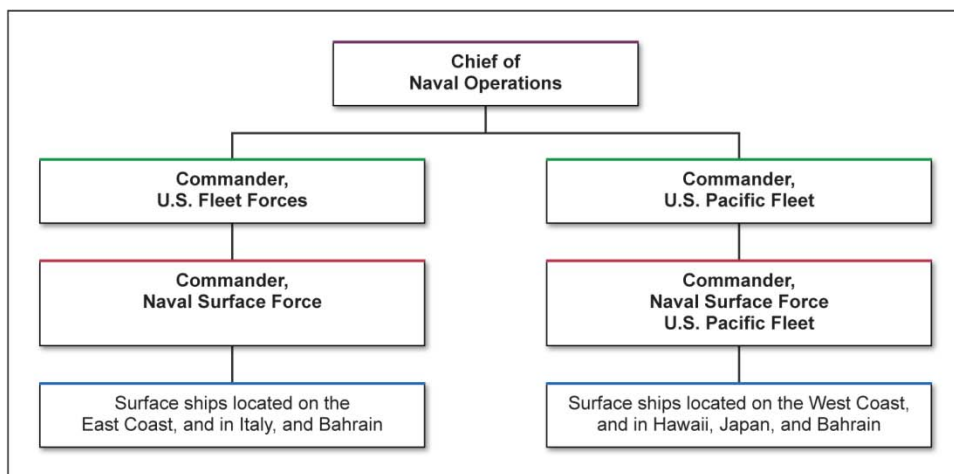 Chief of
Naval Operations
Commander,
U.S. Fleet Forces
Commander,
U.S. Pacific Fleet
Commander,
Naval Surface Force
Commander,
Naval Surface Force
U.S. Pacific Fleet
Surface ships located on the
East Coast, and in Italy, and Bahrain
Surface ships located on the West Coast,
and in Hawaii, Japan, and Bahrain